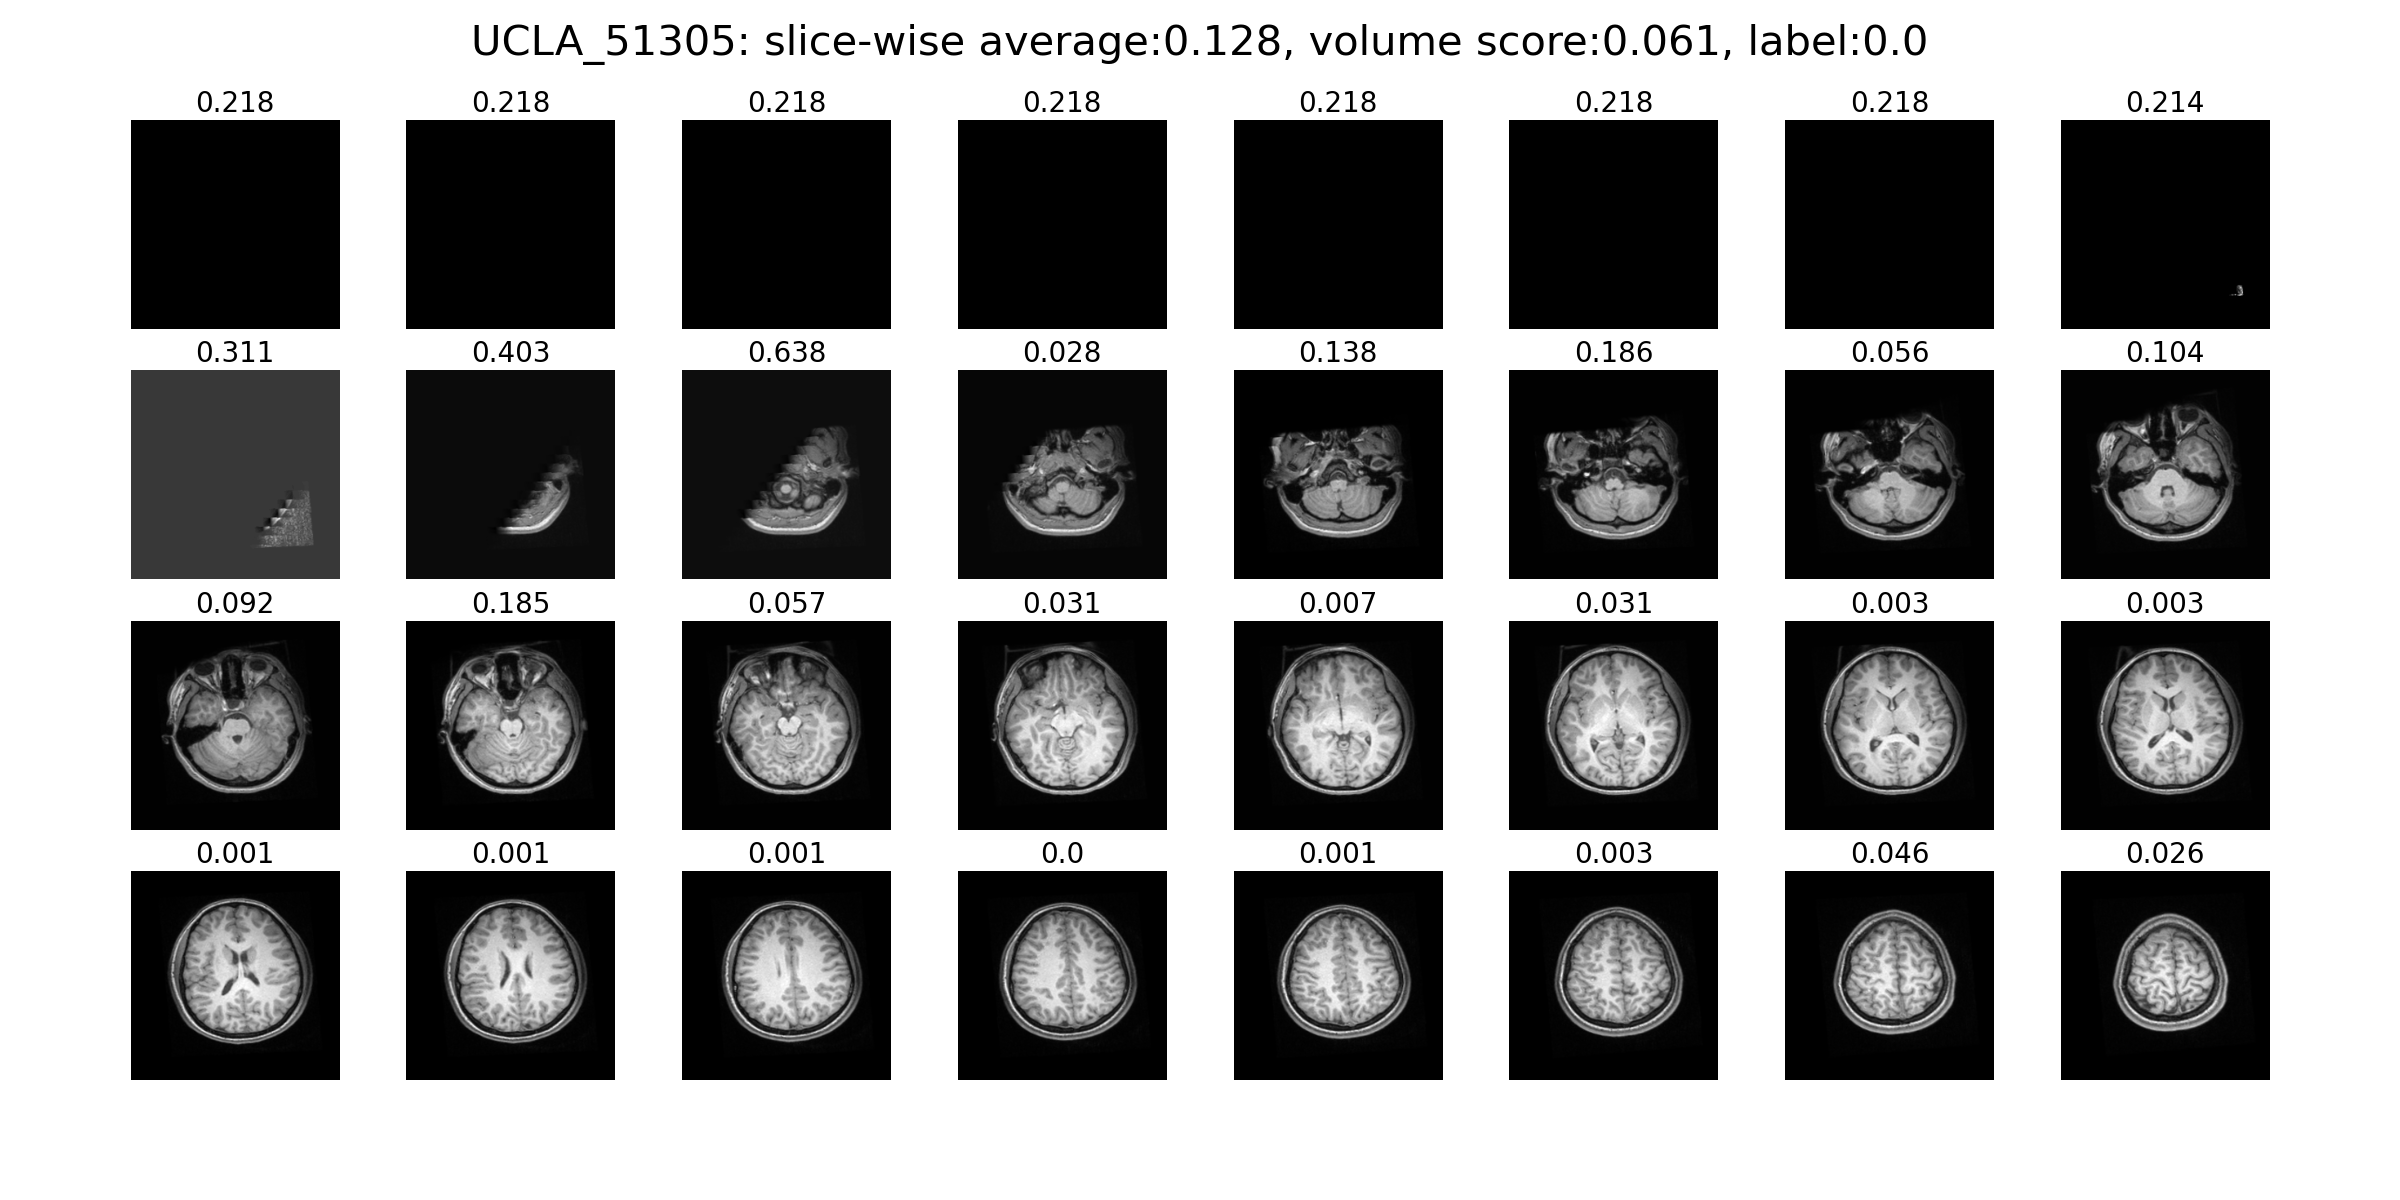 UCLA_51305: slice-wise average:0.128, volume score:0.061, label:0.0
0.218 0.218 0.218 0.218 0.218 0.218 0.218 0.214
0.311 0.403 0.638 0.028 0.138 0.186 0.056 0.104
0.092 0.185 0.057 0.031 0.007 0.031 0.003 0.003
0.001 0.001 0.001 0.0 0.001 0.003 0.046 0.026